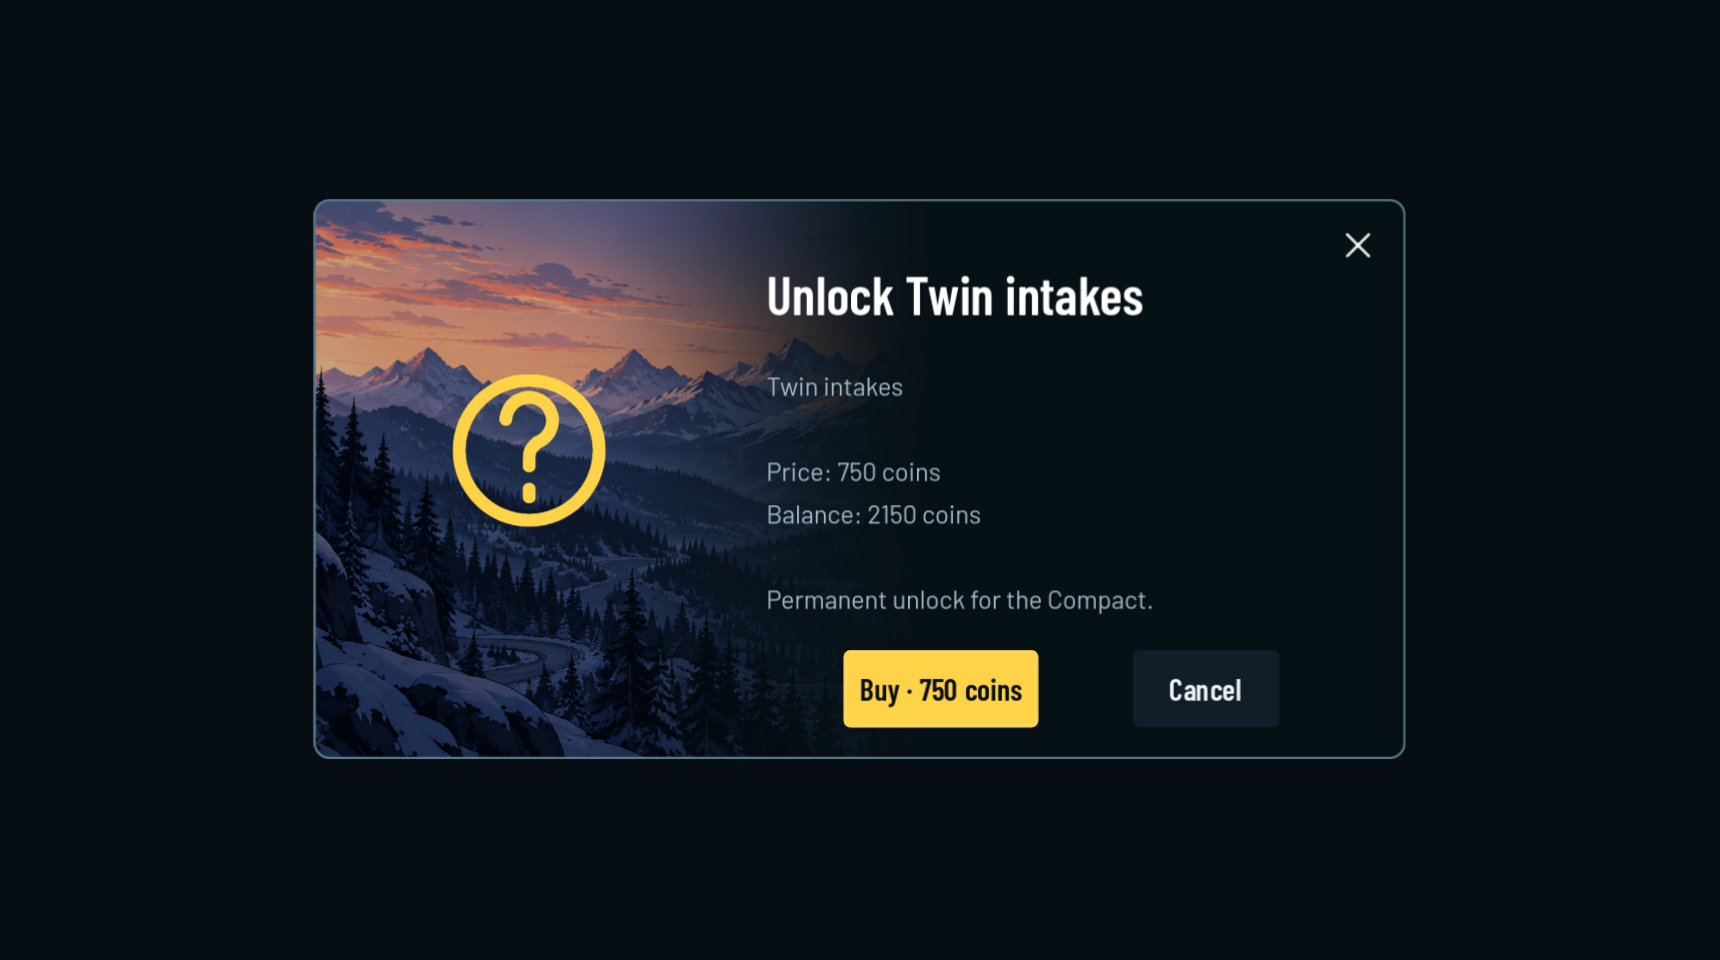 Unlock Twin intakes
Twin intakes
Price: 750 coins
Balance: 2150 coins
Permanent unlock for the Compact.
Buy · 750 coins
Cancel